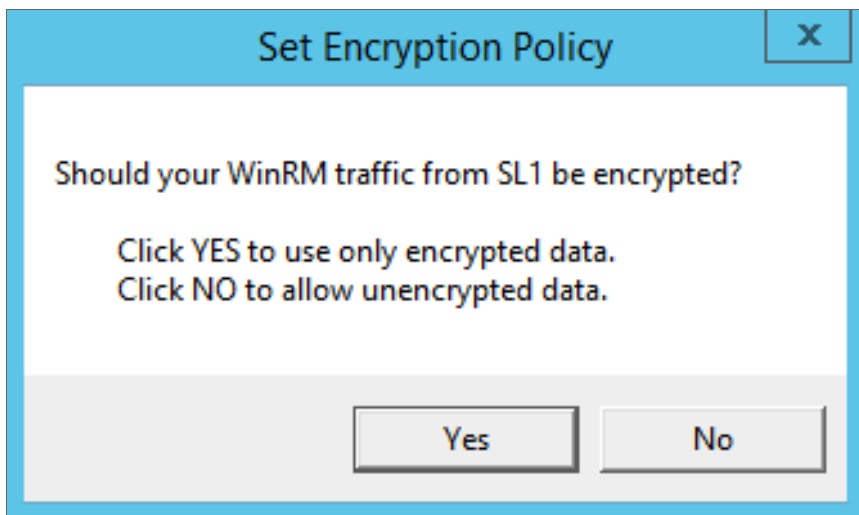 Set Encryption Policy
x
Should your WinRM traffic from SL1 be encrypted?
Click YES to use only encrypted data.
Click NO to allow unencrypted data.
Yes
No